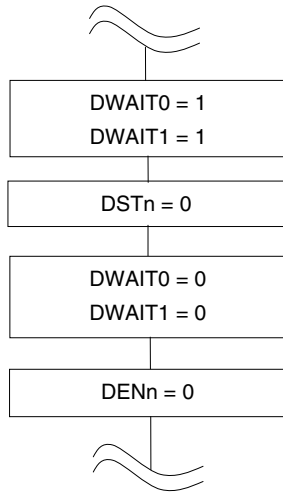 DWAIT0 = 1
DWAIT1 = 1
DSTn = 0
DWAIT0 = 0
DWAIT1 = 0
DENn = 0